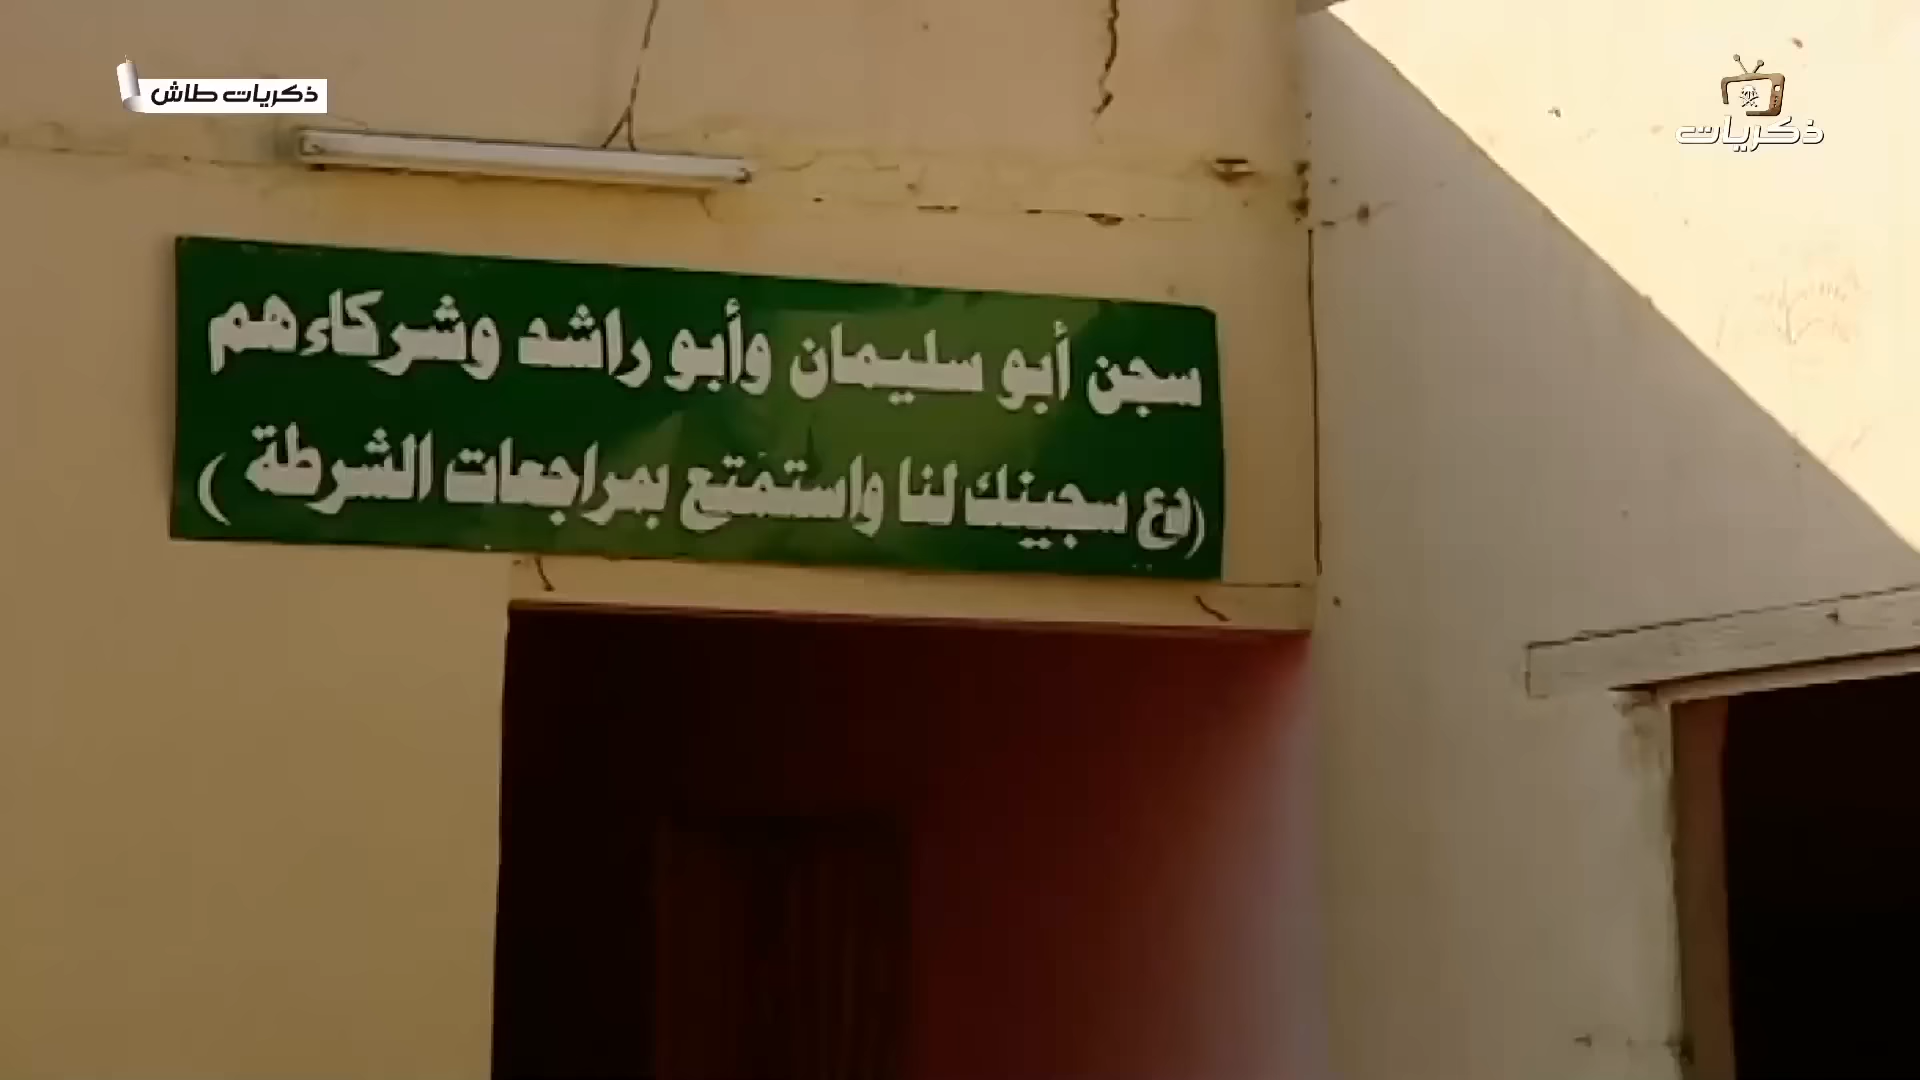 ذكريات طاش
ذكريات
سجن أبو سليمان وأبو راشد وشركاءهم
(دع سجينك لنا واستمتع بمراجعات الشرطة)